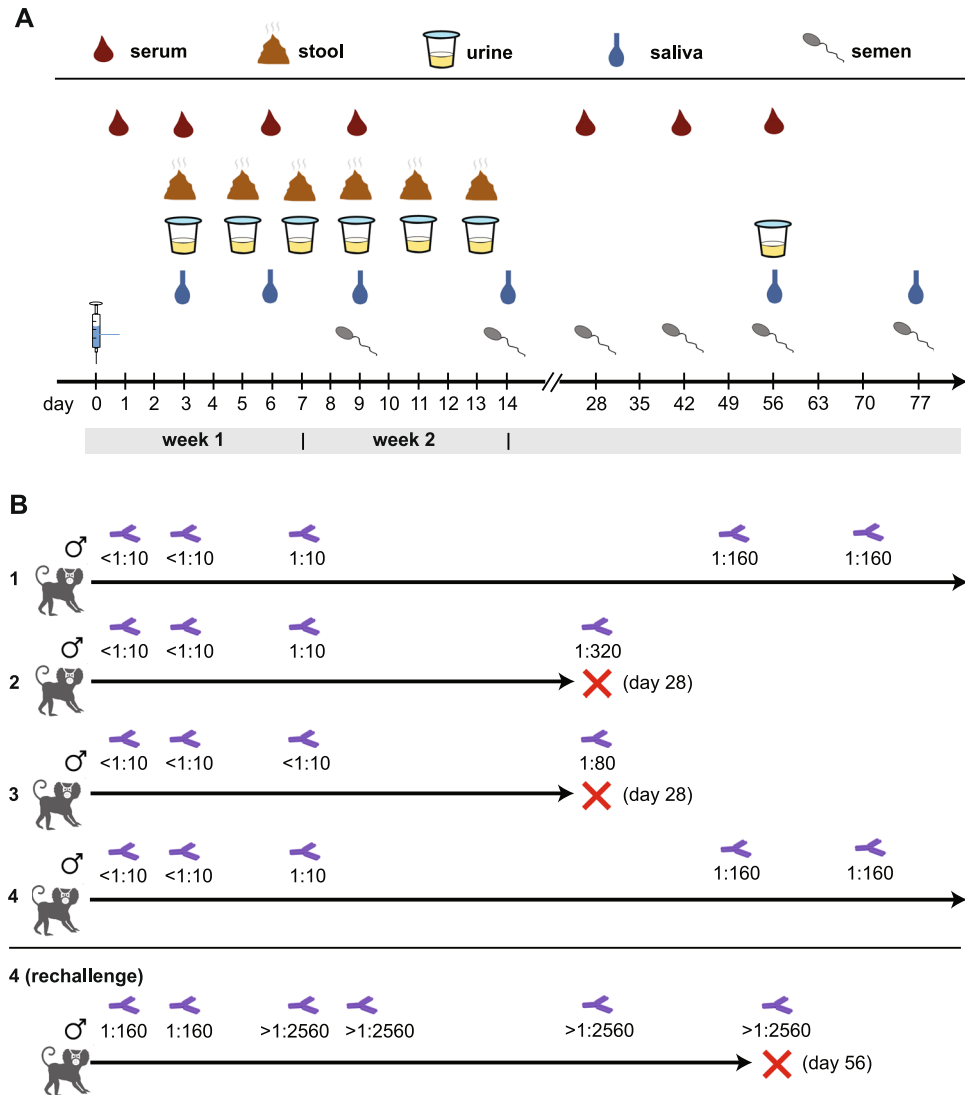 A
serum stool urine saliva semen
day 0 1 2 3 4 5 6 7 8 9 10 11 12 13 14 28 35 42 49 56 63 70 77
week 1 | week 2 |
B
♂ <1:10 <1:10 1:10 1:160 1:160
1
♂ <1:10 <1:10 1:10 1:320
2 (day 28)
♂ <1:10 <1:10 <1:10 1:80
3 (day 28)
♂ <1:10 <1:10 1:10 1:160 1:160
4
4 (rechallenge)
♂ 1:160 1:160 >1:2560 >1:2560 >1:2560 >1:2560
(day 56)